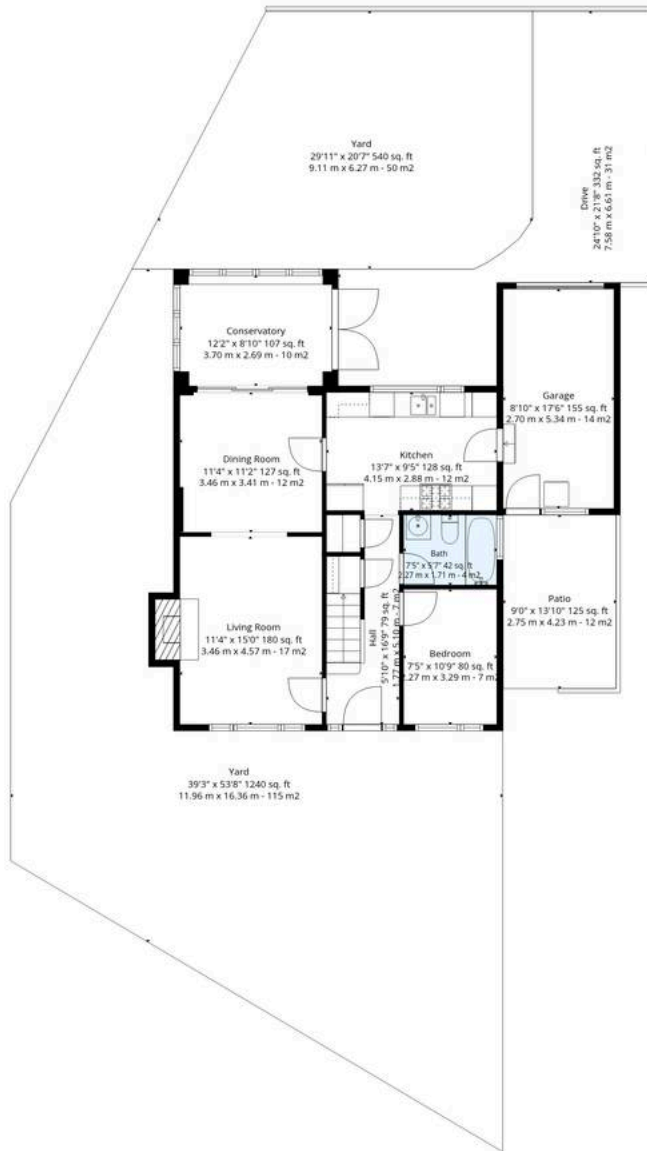 Yard
29'11" x 20'7" 540 sq. ft
9.11 m x 6.27 m - 50 m2
Drive
24'10" x 21'8" 332 sq. ft
7.58 m x 6.61 m - 31 m2
Conservatory
12'2" x 8'10" 107 sq. ft
3.70 m x 2.69 m - 10 m2
Garage
8'10" x 17'6" 155 sq. ft
2.70 m x 5.34 m - 14 m2
Dining Room
11'4" x 11'2" 127 sq. ft
3.46 m x 3.41 m - 12 m2
Kitchen
13'7" x 9'5" 128 sq. ft
4.15 m x 2.88 m - 12 m2
Bath
7'5" x 5'7" 42 sq. ft
2.27 m x 1.71 m - 4 m2
Living Room
11'4" x 15'0" 180 sq. ft
3.46 m x 4.57 m - 17 m2
Hall
5'10" x 16'9" 79 sq. ft
1.77 m x 5.10 m - 7 m2
Patio
9'0" x 13'10" 125 sq. ft
2.75 m x 4.23 m - 12 m2
Bedroom
7'5" x 10'9" 80 sq. ft
2.27 m x 3.29 m - 7 m2
Yard
39'3" x 53'8" 1240 sq. ft
11.96 m x 16.36 m - 115 m2